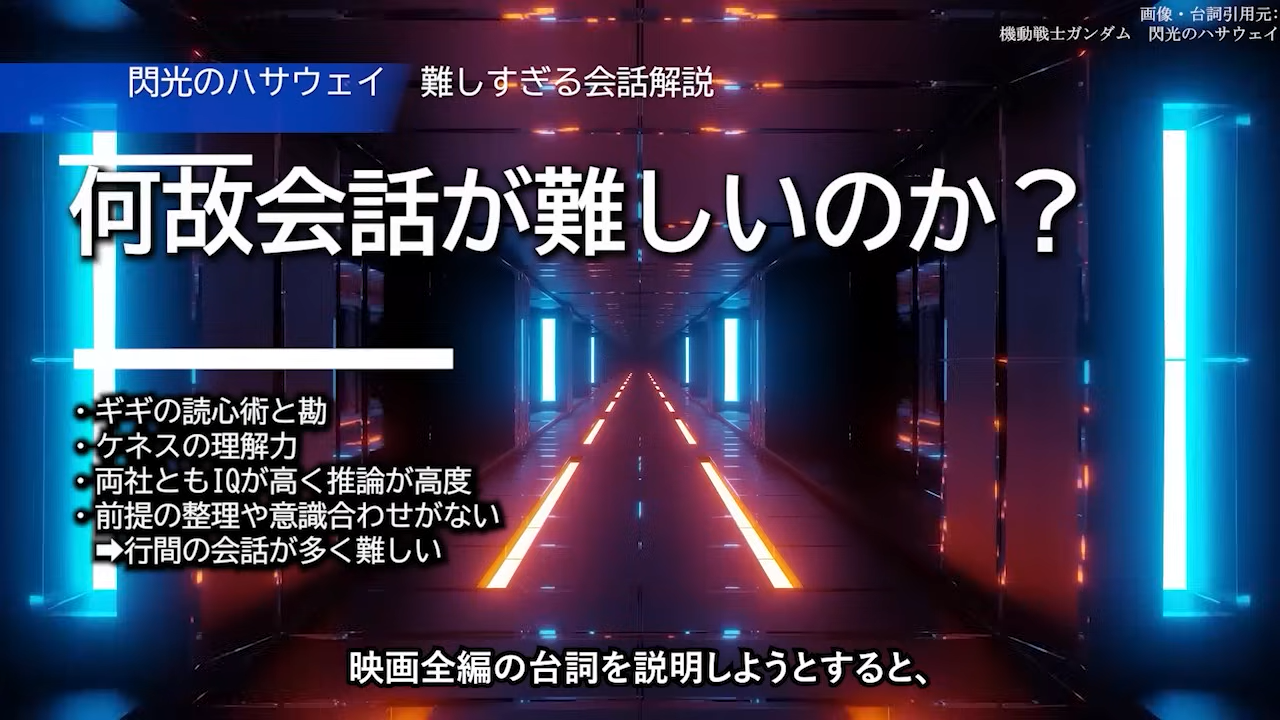 画像・台詞引用元:
機動戦士ガンダム　閃光のハサウェイ
閃光のハサウェイ　難しすぎる会話解説
何故会話が難しいのか？
・ギギの読心術と勘
・ケネスの理解力
・両社ともIQが高く推論が高度
・前提の整理や意識合わせがない
➡行間の会話が多く難しい
映画全編の台詞を説明しようとすると、